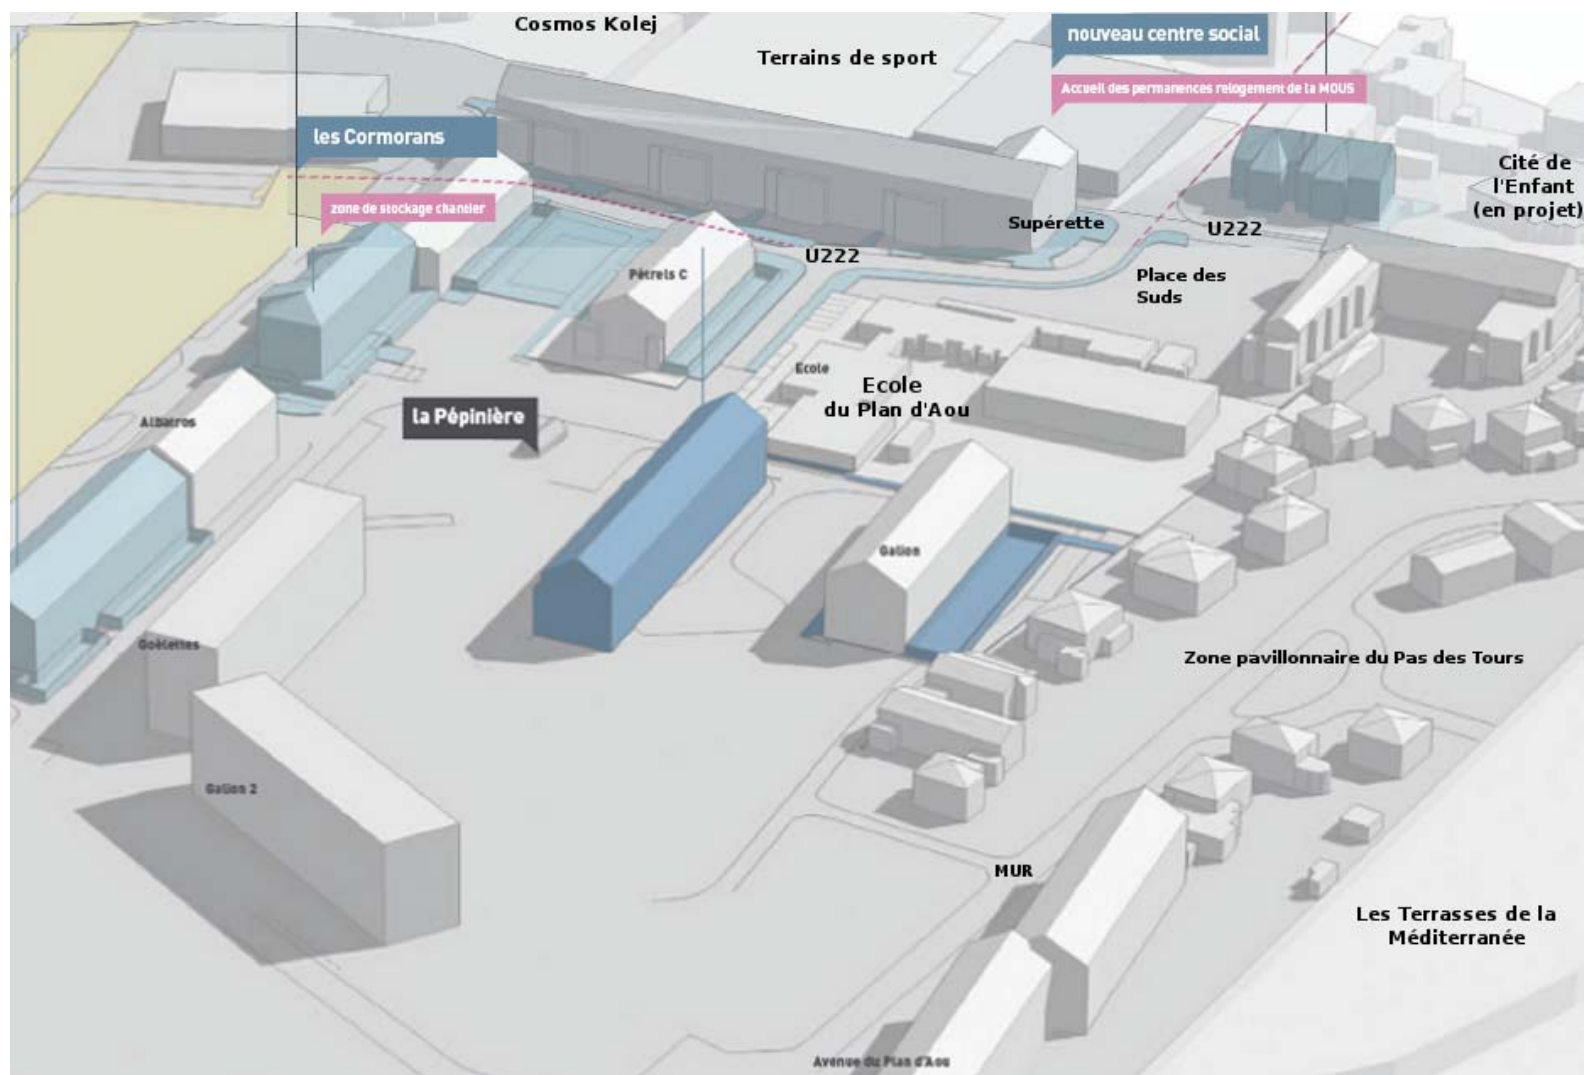 Cosmos Kolej
nouveau centre social
Terrains de sport
Accueil des permanences relogement de la MOUS
les Cormorans
Cité de
l'Enfant
(en projet)
zone de stockage chantier
Supérette
U222
U222
Pétrels C
Place des
Suds
Ecole
Ecole
du Plan d'Aou
la Pépinière
Albatros
Galion
Goélettes
Zone pavillonnaire du Pas des Tours
Galion 2
MUR
Les Terrasses de la
Méditerranée
Avenue du Plan d'Aou